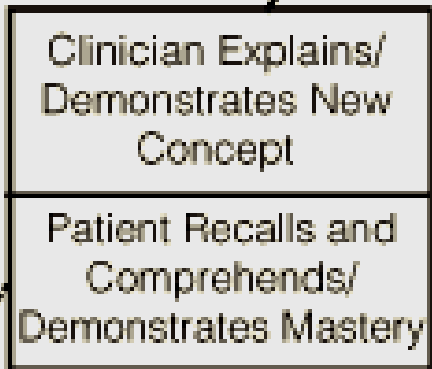 Clinician Explains/
Demonstrates New
Concept
Patient Recalls and
Comprehends/
Demonstrates Mastery